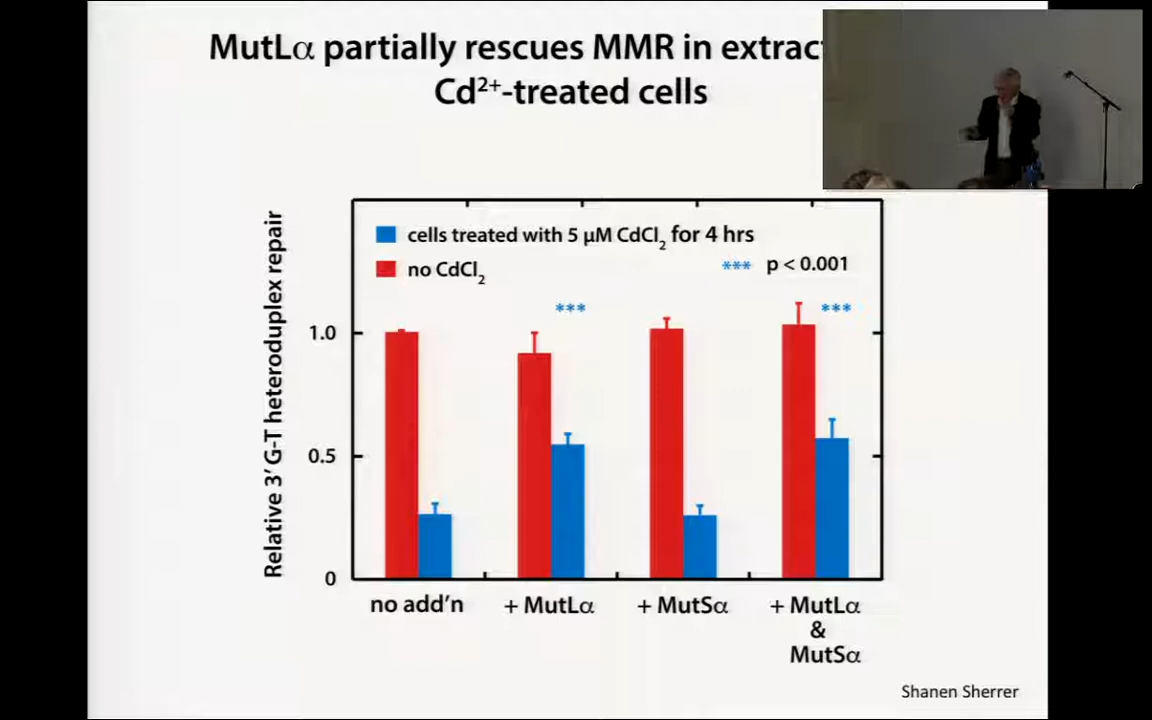 MutLα partially rescues MMR in extrac
Cd²⁺-treated cells
cells treated with 5 µM CdCl₂ for 4 hrs
*** p < 0.001
no CdCl₂
*** ***
Relative 3′ G-T heteroduplex repair
1.0
0.5
0
no add’n + MutLα + MutSα + MutLα
&
MutSα
Shanen Sherrer